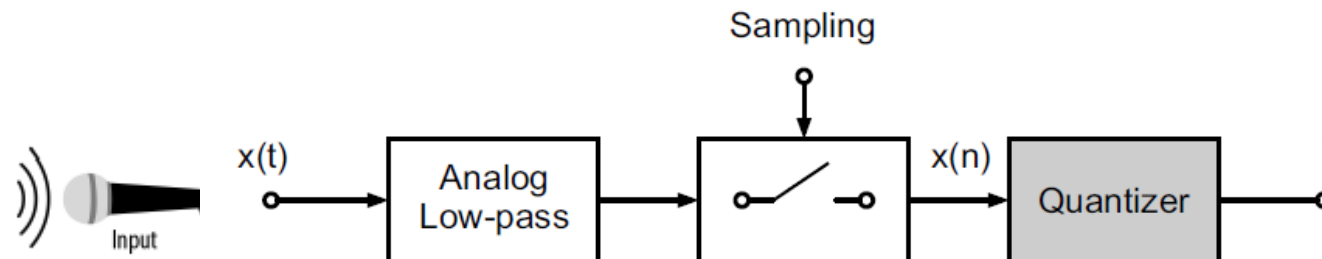 Sampling
x(t)
Analog
Low-pass
x(n)
Quantizer
Input